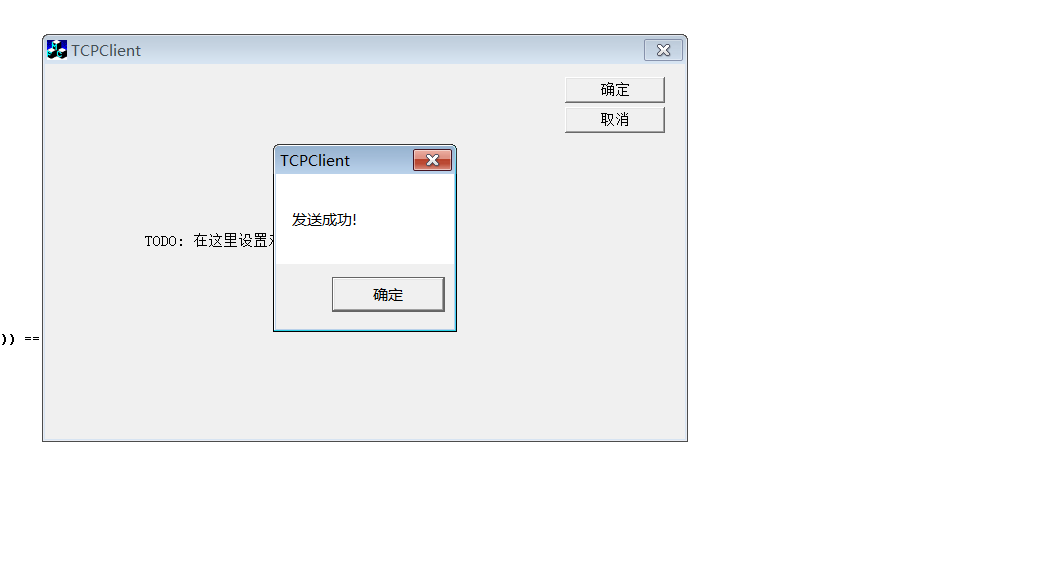 TCPClient
确定
取消
TCPClient
发送成功!
TODO: 在这里设置
确定
)) ==